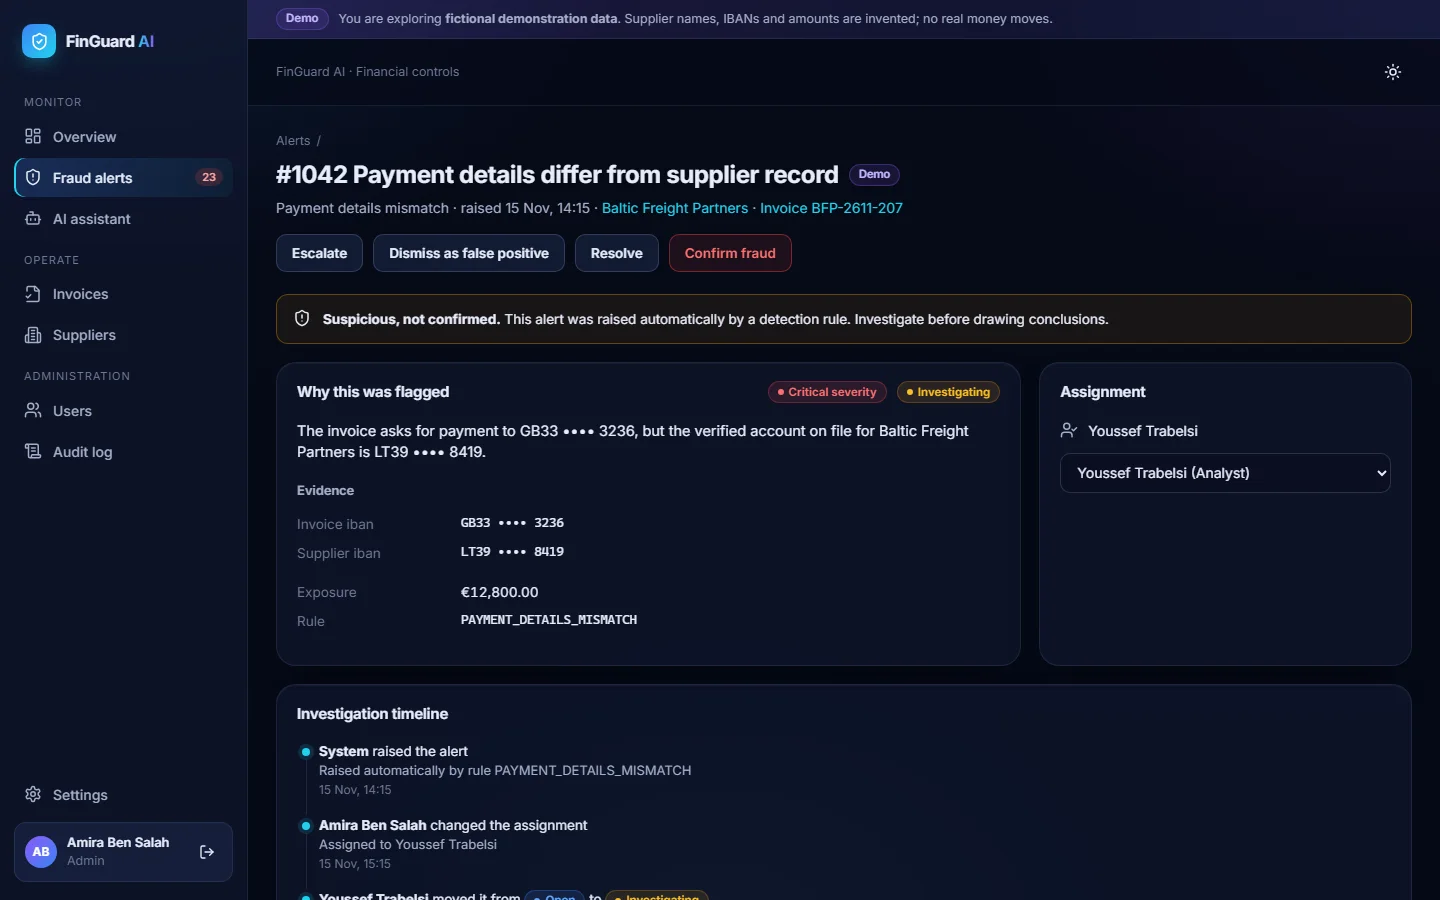 Demo You are exploring fictional demonstration data. Supplier names, IBANs and amounts are invented; no real money moves.
FinGuard AI
MONITOR
Overview
Fraud alerts 23
AI assistant
OPERATE
Invoices
Suppliers
ADMINISTRATION
Users
Audit log
Settings
AB Amira Ben Salah
Admin
FinGuard AI · Financial controls
Alerts /
#1042 Payment details differ from supplier record Demo
Payment details mismatch · raised 15 Nov, 14:15 · Baltic Freight Partners · Invoice BFP-2611-207
Escalate Dismiss as false positive Resolve Confirm fraud
Suspicious, not confirmed. This alert was raised automatically by a detection rule. Investigate before drawing conclusions.
Why this was flagged Critical severity Investigating
The invoice asks for payment to GB33 •••• 3236, but the verified account on file for Baltic Freight
Partners is LT39 •••• 8419.
Evidence
Invoice iban GB33 •••• 3236
Supplier iban LT39 •••• 8419
Exposure €12,800.00
Rule PAYMENT_DETAILS_MISMATCH
Assignment
Youssef Trabelsi
Youssef Trabelsi (Analyst)
Investigation timeline
System raised the alert
Raised automatically by rule PAYMENT_DETAILS_MISMATCH
15 Nov, 14:15
Amira Ben Salah changed the assignment
Assigned to Youssef Trabelsi
15 Nov, 15:15
Youssef Trabelsi moved it from Open to Investigating